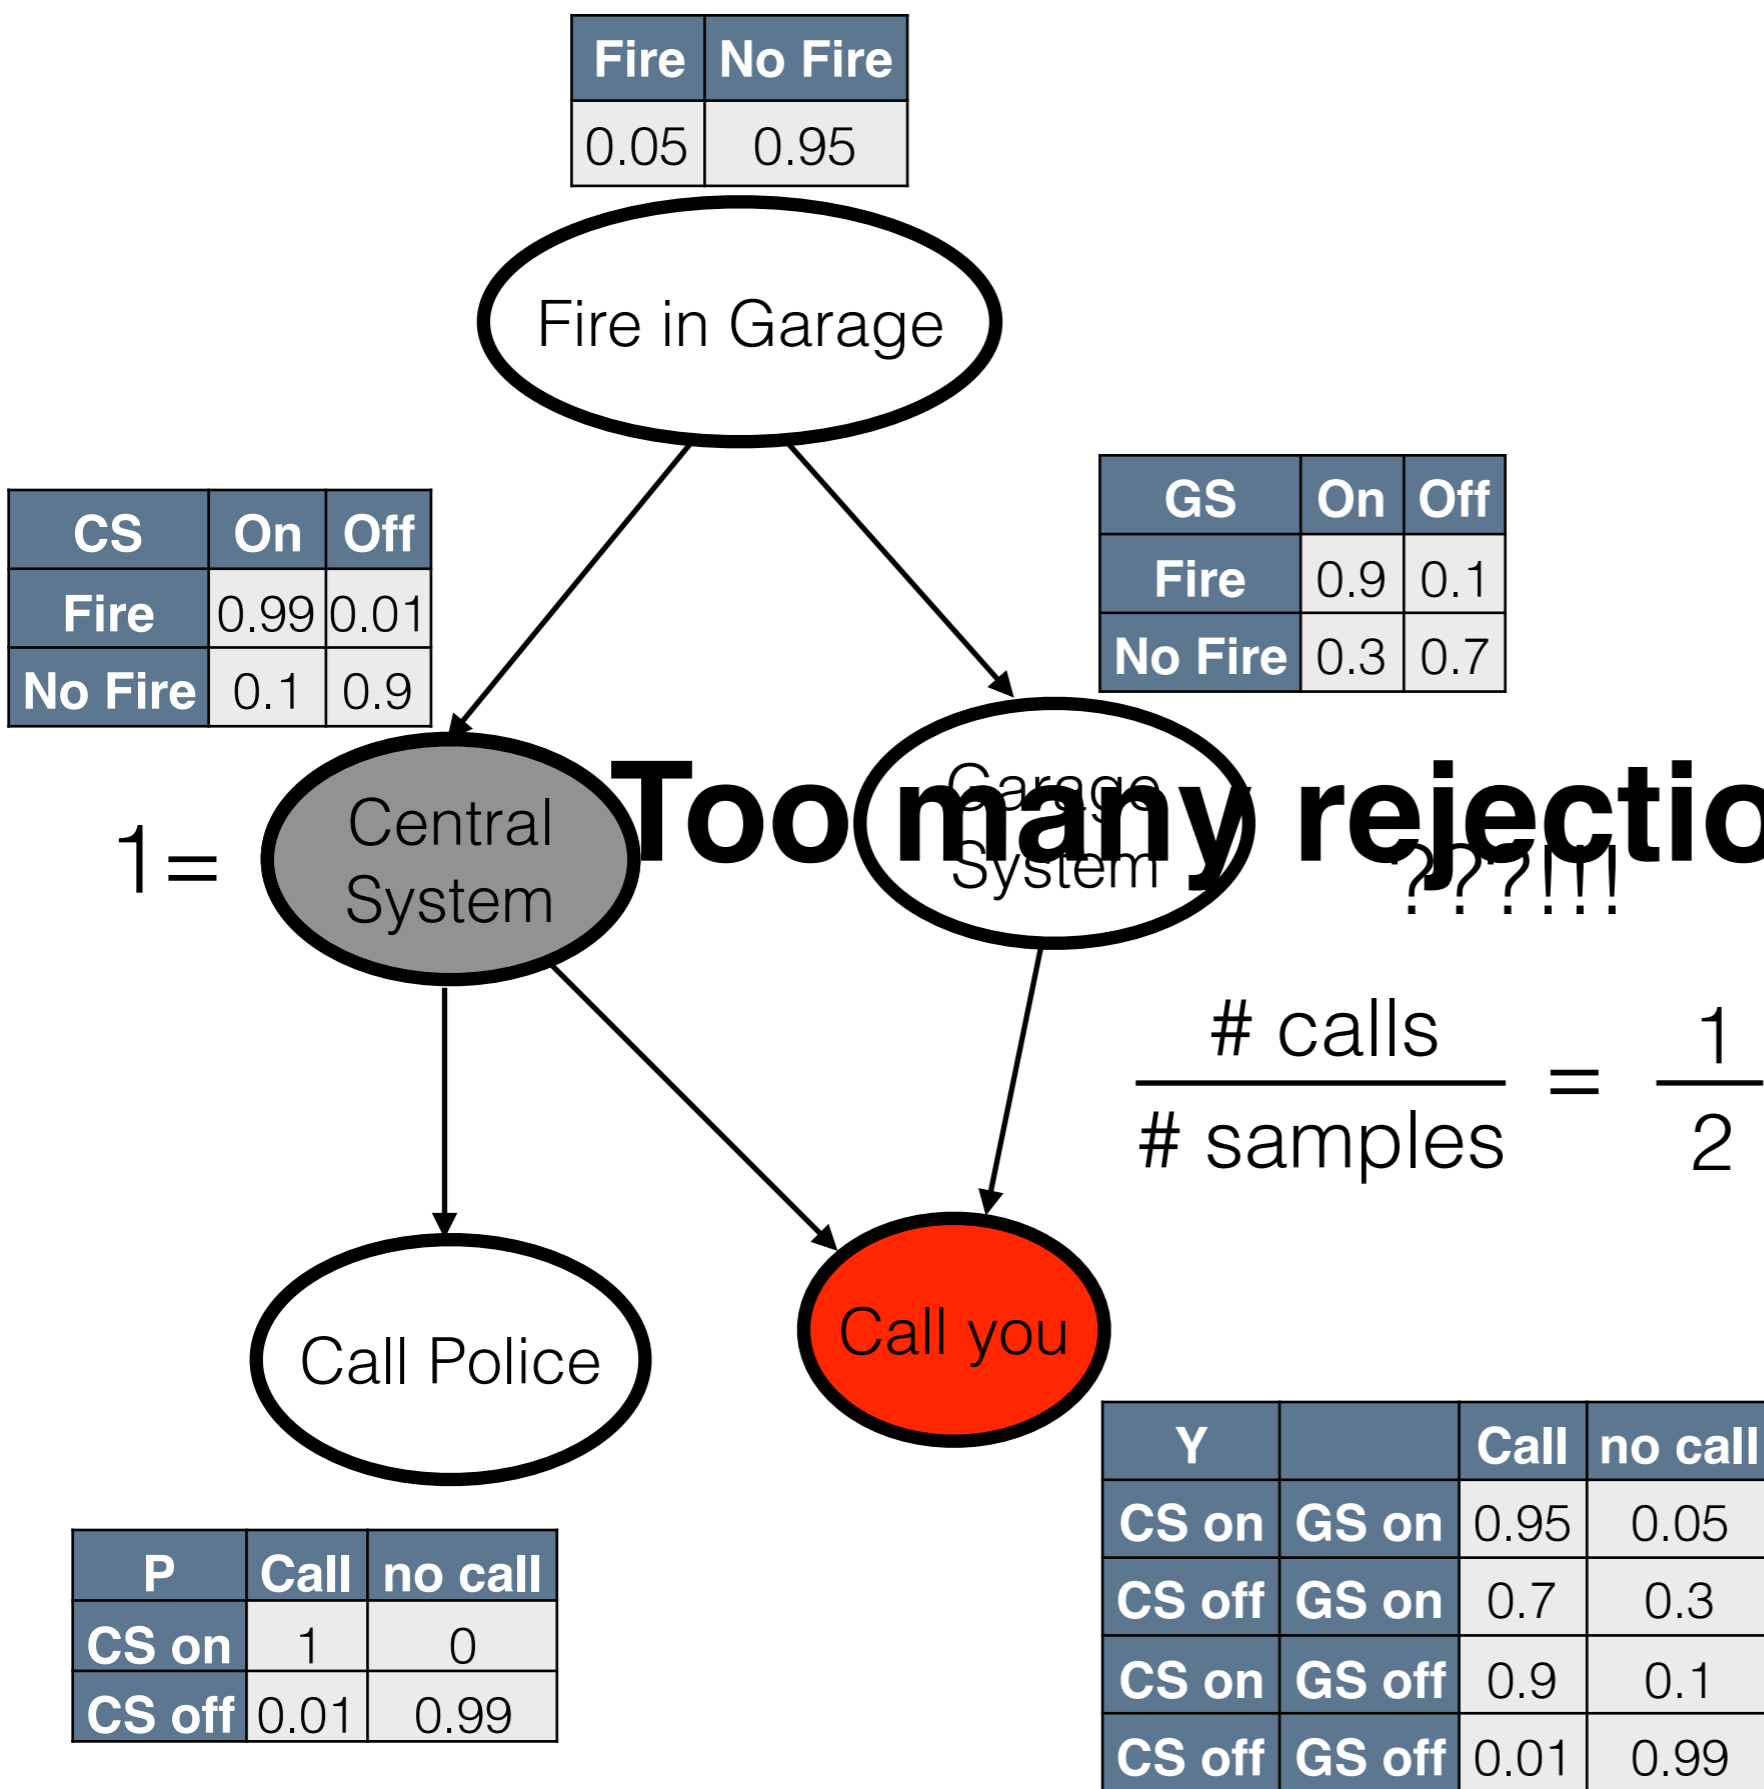 Fire No Fire
0.05 0.95
Fire in Garage
CS On Off
Fire 0.99 0.01
No Fire 0.1 0.9
GS On Off
Fire 0.9 0.1
No Fire 0.3 0.7
1=
Central
System
Garage
System
Too many rejectio
???!!!
# calls
# samples
=
1
2
Call Police
Call you
P Call no call
CS on 1 0
CS off 0.01 0.99
Y Call no call
CS on GS on 0.95 0.05
CS off GS on 0.7 0.3
CS on GS off 0.9 0.1
CS off GS off 0.01 0.99